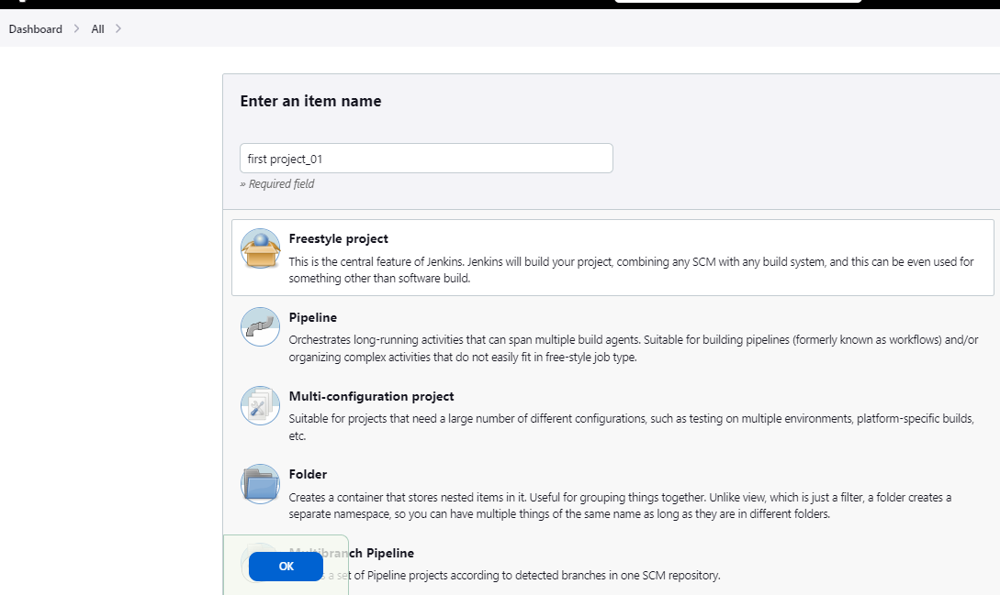 Dashboard > All >
Enter an item name
first project_01
» Required field
Freestyle project
This is the central feature of Jenkins. Jenkins will build your project, combining any SCM with any build system, and this can be even used for
something other than software build.
Pipeline
Orchestrates long-running activities that can span multiple build agents. Suitable for building pipelines (formerly known as workflows) and/or
organizing complex activities that do not easily fit in free-style job type.
Multi-configuration project
Suitable for projects that need a large number of different configurations, such as testing on multiple environments, platform-specific builds,
etc.
Folder
Creates a container that stores nested items in it. Useful for grouping things together. Unlike view, which is just a filter, a folder creates a
separate namespace, so you can have multiple things of the same name as long as they are in different folders.
Multibranch Pipeline
OK
a set of Pipeline projects according to detected branches in one SCM repository.